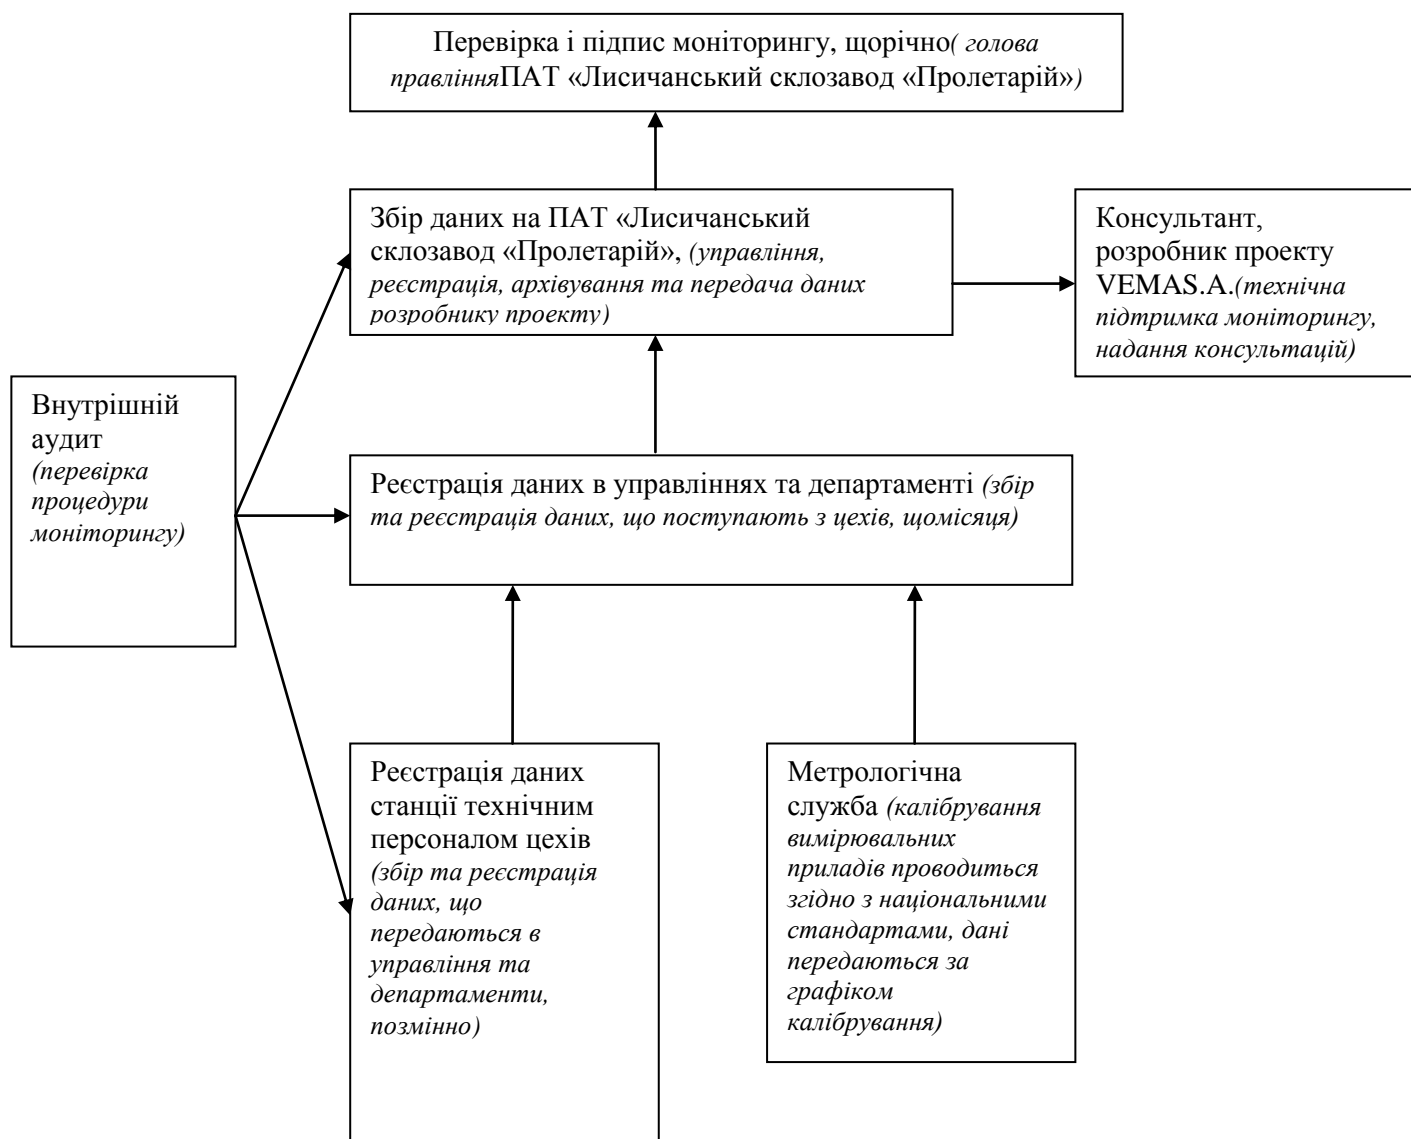 Перевірка і підпис моніторингу, щорічно( голова
правлінняПАТ «Лисичанський склозавод «Пролетарій»)
Збір даних на ПАТ «Лисичанський
склозавод «Пролетарій», (управління,
реєстрація, архівування та передача даних
розробнику проекту)
Консультант,
розробник проекту
VEMAS.A.(технічна
підтримка моніторингу,
надання консультацій)
Внутрішній
аудит
(перевірка
процедури
моніторингу)
Реєстрація даних в управліннях та департаменті (збір
та реєстрація даних, що поступають з цехів, щомісяця)
Реєстрація даних
станції технічним
персоналом цехів
(збір та реєстрація
даних, що
передаються в
управління та
департаменти,
позмінно)
Метрологічна
служба (калібрування
вимірювальних
приладів проводиться
згідно з національними
стандартами, дані
передаються за
графіком
калібрування)